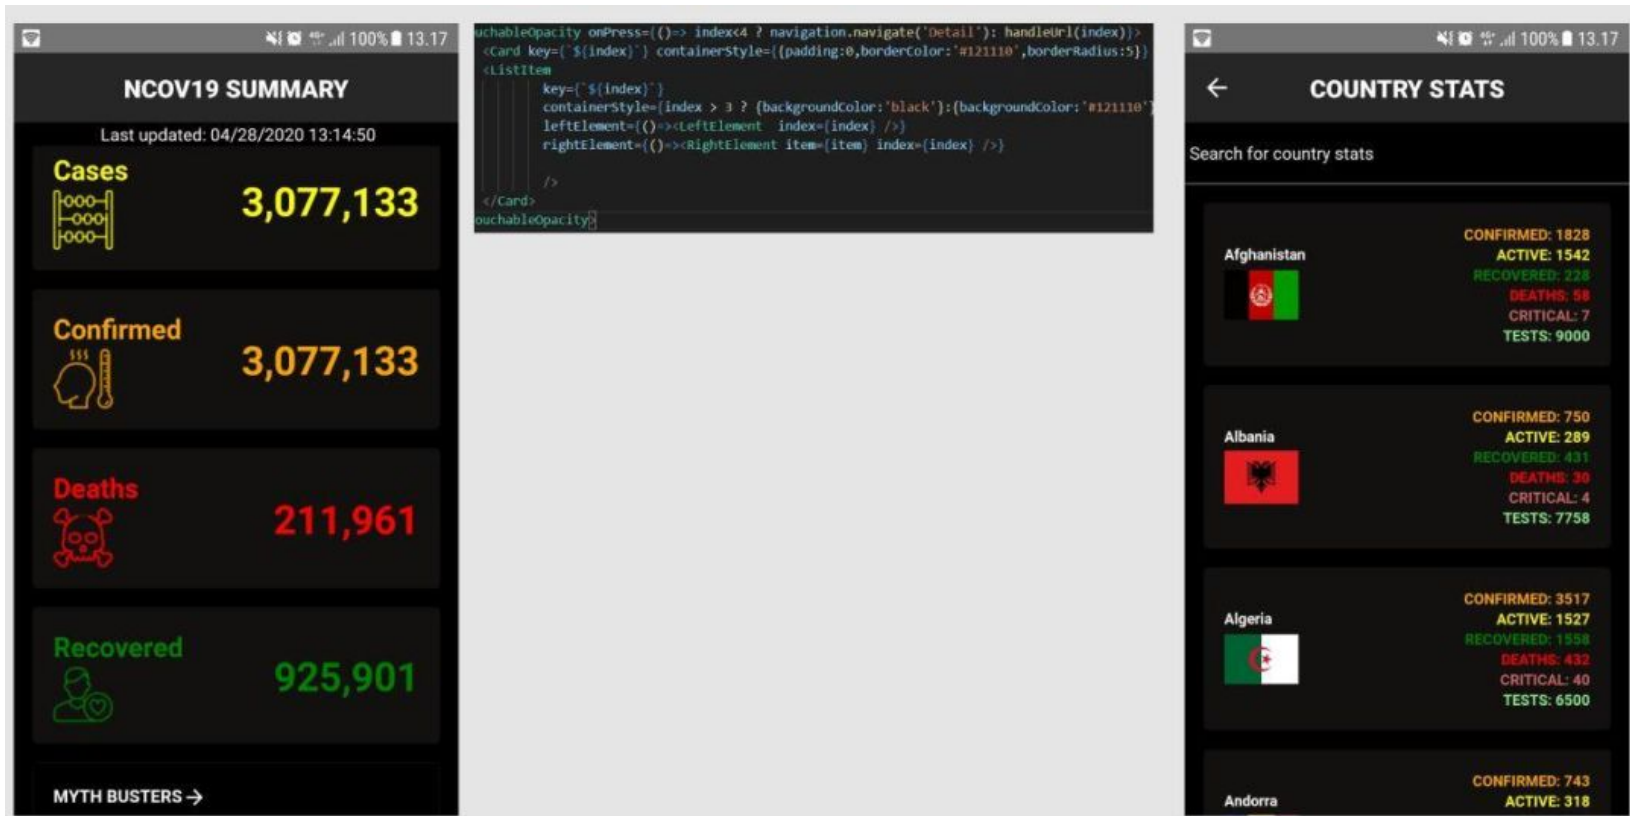 100% 13.17
NCOV19 SUMMARY
Last updated: 04/28/2020 13:14:50
Cases
3,077,133
Confirmed
3,077,133
Deaths
211,961
Recovered
925,901
MYTH BUSTERS →
ouchableOpacity onPress={()=> index<4 ? navigation.navigate('Detail'): handleUrl(index)}>
<Card key={`${index}`} containerStyle={{padding:0,borderColor:'#121110',borderRadius:5}}
<ListItem
key={`${index}`}
containerStyle={index > 3 ? {backgroundColor:'black'}:{backgroundColor:'#121110'}
leftElement={()=><LeftElement index={index} />}
rightElement={()=><RightElement item={item} index={index} />}
/>
</Card>
ouchableOpacity>
100% 13.17
← COUNTRY STATS
Search for country stats
Afghanistan
CONFIRMED: 1828
ACTIVE: 1542
RECOVERED: 228
DEATHS: 58
CRITICAL: 7
TESTS: 9000
Albania
CONFIRMED: 750
ACTIVE: 289
RECOVERED: 431
DEATHS: 30
CRITICAL: 4
TESTS: 7758
Algeria
CONFIRMED: 3517
ACTIVE: 1527
RECOVERED: 1558
DEATHS: 432
CRITICAL: 40
TESTS: 6500
Andorra
CONFIRMED: 743
ACTIVE: 318